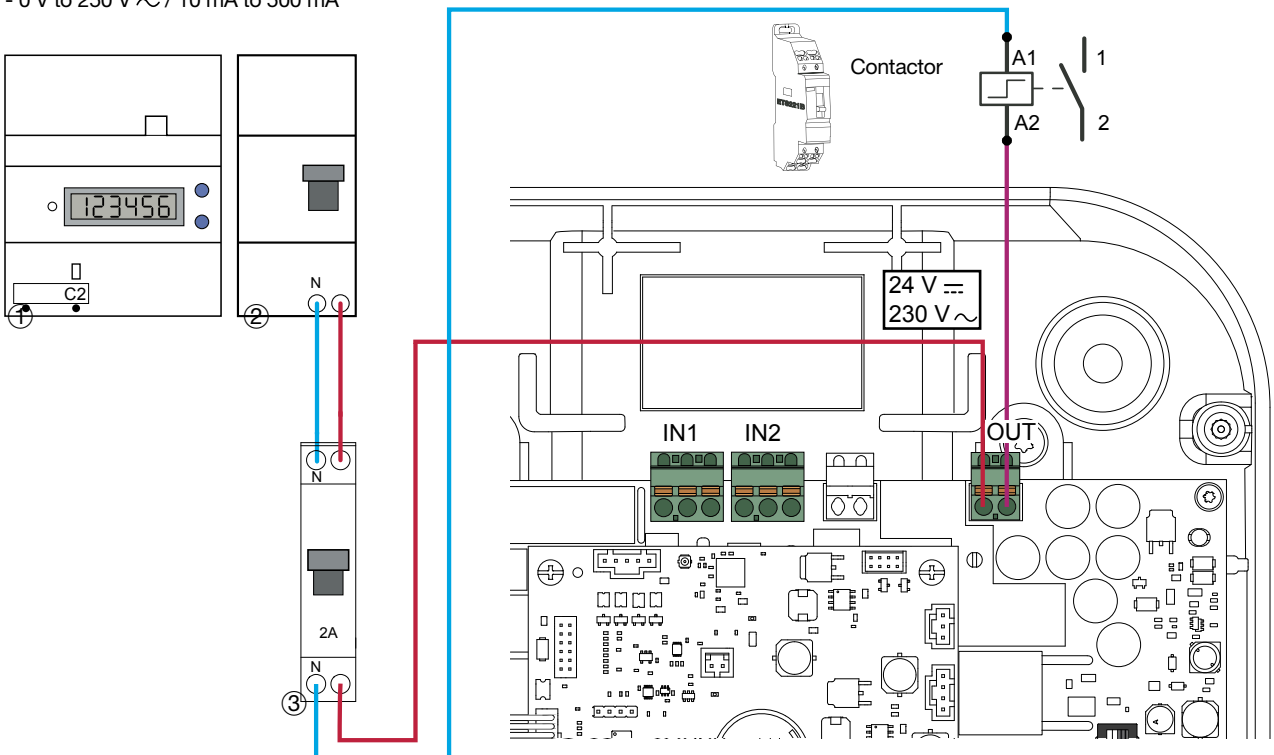 Contactor
A1
1
A2
2
123456
C2
①
N
②
24 V ⎓
230 V ~
IN1
IN2
OUT
N
2A
N
③
A